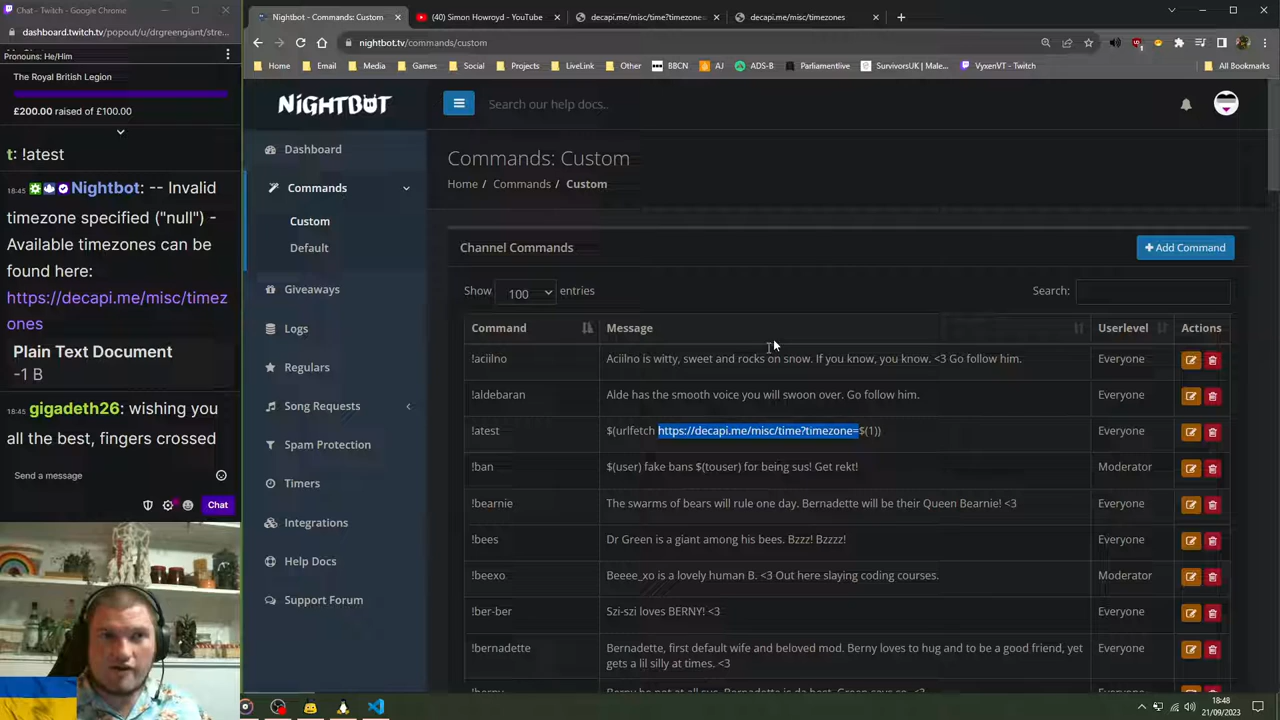 Chat - Twitch - Google Chrome
dashboard.twitch.tv/popout/u/drgreengiant/stre...
Pronouns: He/Him
The Royal British Legion
£200.00 raised of £100.00
t: !atest
18:45 Nightbot: -- Invalid
timezone specified ("null") -
Available timezones can be
found here:
https://decapi.me/misc/timez
ones
Plain Text Document
-1 B
18:45 gigadeth26: wishing you
all the best, fingers crossed
Send a message
Chat
Nightbot - Commands: Custom
(40) Simon Howroyd - YouTube
decapi.me/misc/time?timezone=
decapi.me/misc/timezones
nightbot.tv/commands/custom
Home
Email
Media
Games
Social
Projects
LiveLink
Other
BBCN
AJ
ADS-B
Parliamentlive
SurvivorsUK | Male...
VyxenVT - Twitch
All Bookmarks
NIGHTBOT
Search our help docs..
Dashboard
Commands
Custom
Default
Giveaways
Logs
Regulars
Song Requests
Spam Protection
Timers
Integrations
Help Docs
Support Forum
Commands: Custom
Home / Commands / Custom
Channel Commands
+ Add Command
Show 100 entries
Search:
Command Message Userlevel Actions
!aciilno Aciilno is witty, sweet and rocks on snow. If you know, you know. <3 Go follow him. Everyone
!aldebaran Alde has the smooth voice you will swoon over. Go follow him. Everyone
!atest $(urlfetch https://decapi.me/misc/time?timezone=$(1)) Everyone
!ban $(user) fake bans $(touser) for being sus! Get rekt! Moderator
!bearnie The swarms of bears will rule one day. Bernadette will be their Queen Bearnie! <3 Everyone
!bees Dr Green is a giant among his bees. Bzzz! Bzzzz! Everyone
!beexo Beeee_xo is a lovely human B. <3 Out here slaying coding courses. Moderator
!ber-ber Szi-szi loves BERNY! <3 Everyone
!bernadette Bernadette, first default wife and beloved mod. Berny loves to hug and to be a good friend, yet Everyone
gets a lil silly at times. <3
18:48
21/09/2023